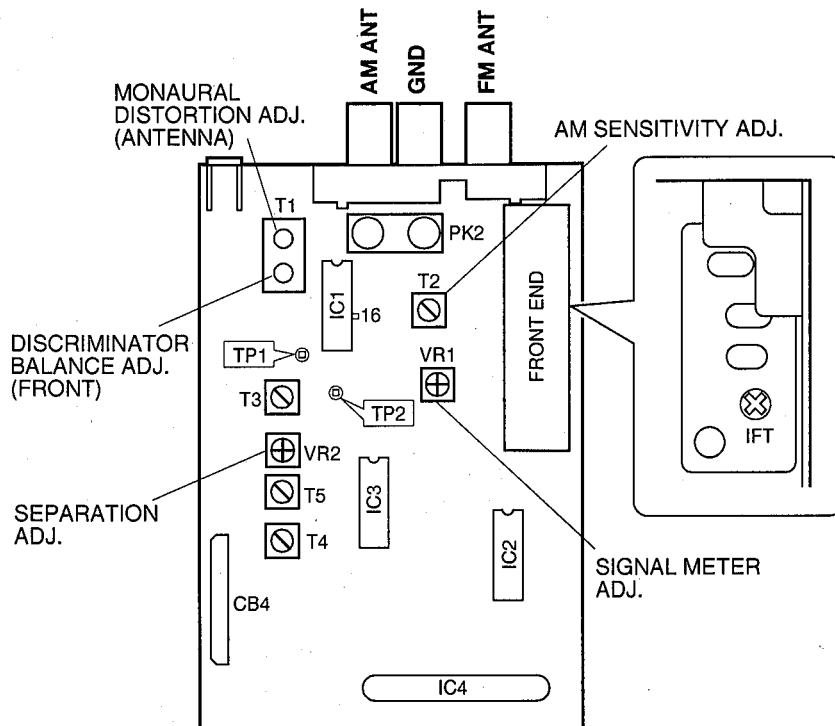 AM ANT
GND
FM ANT
MONAURAL
DISTORTION ADJ.
(ANTENNA)
AM SENSITIVITY ADJ.
T1
PK2
T2
IC1
16
FRONT END
DISCRIMINATOR
BALANCE ADJ.
(FRONT)
TP1
VR1
T3
TP2
IFT
VR2
SEPARATION
ADJ.
T5
IC3
T4
IC2
SIGNAL METER
ADJ.
CB4
IC4